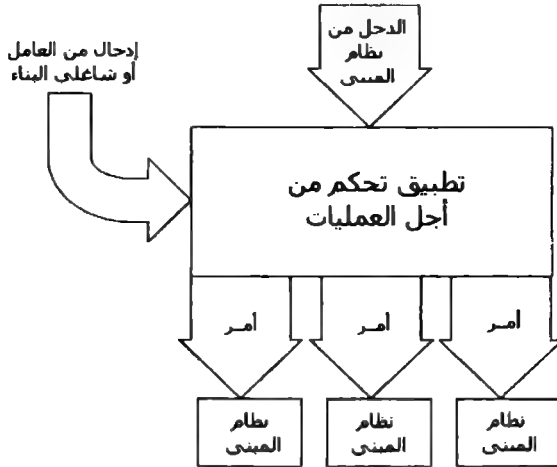 الدخل من
نظام
المبنى
إدخال من العامل
أو شاغلي البناء
تطبيق تحكم من
أجل العمليات
أمر
أمر
أمر
نظام
المبنى
نظام
المبنى
نظام
المبنى